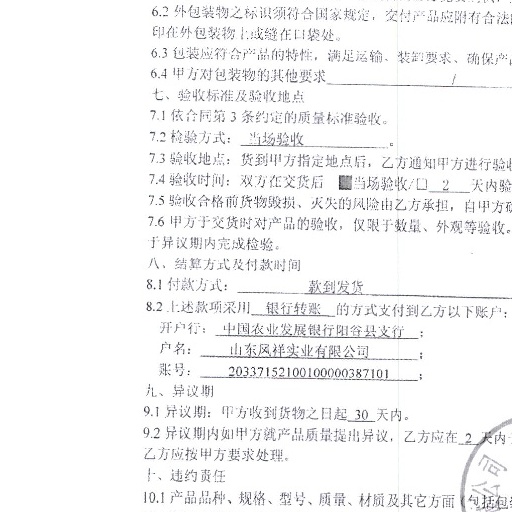 6.2 外包装物之标识须符合国家规定，交付产品应附有合法
印在外包装物上或缝在口袋处。
6.3 包装应符合产品的特性，满足运输、装卸要求、确保产
6.4 甲方对包装物的其他要求 /
七、验收标准及验收地点
7.1 依合同第 3 条约定的质量标准验收。
7.2 检验方式： 当场验收 。
7.3 验收地点：货到甲方指定地点后，乙方通知甲方进行验收
7.4 验收时间：双方在交货后 ■当场验收/□ 2 天内验
7.5 验收合格前货物毁损、灭失的风险由乙方承担，自甲方
7.6 甲方于交货时对产品的验收，仅限于数量、外观等验收。
于异议期内完成检验。
八、结算方式及付款时间
8.1 付款方式： 款到发货
8.2 上述款项采用 银行转账 的方式支付到乙方以下账户：
开户行： 中国农业发展银行阳谷县支行 ；
户名： 山东凤祥实业有限公司 ；
账号： 20337152100100000387101 ；
九、异议期
9.1 异议期：甲方收到货物之日起 30 天内。
9.2 异议期内如甲方就产品质量提出异议，乙方应在 2 天内
乙方应按甲方要求处理。
十、违约责任
10.1 产品品种、规格、型号、质量、材质及其它方面（包括包